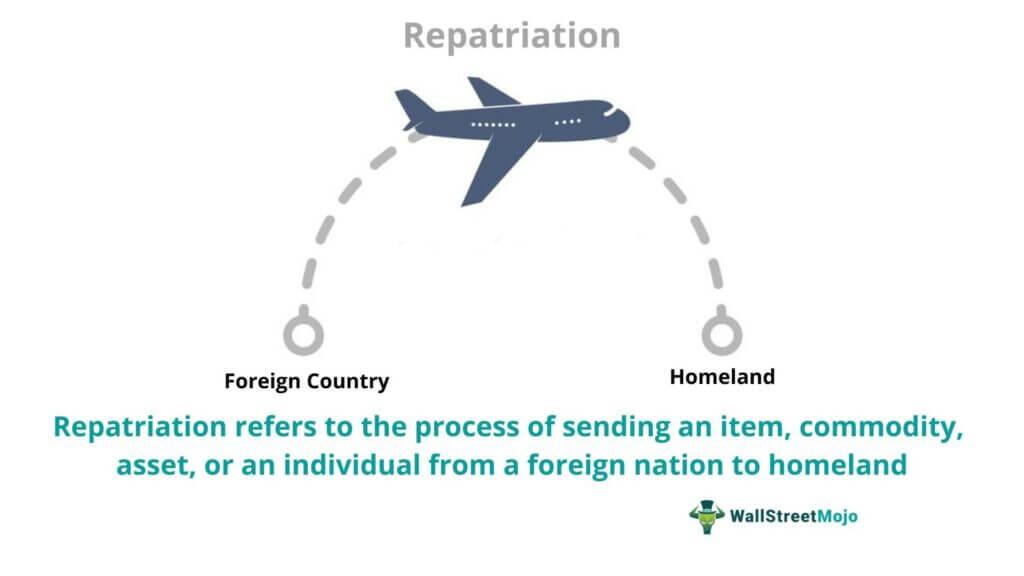 Repatriation
Foreign Country
Homeland
Repatriation refers to the process of sending an item, commodity,
asset, or an individual from a foreign nation to homeland
WallStreetMojo